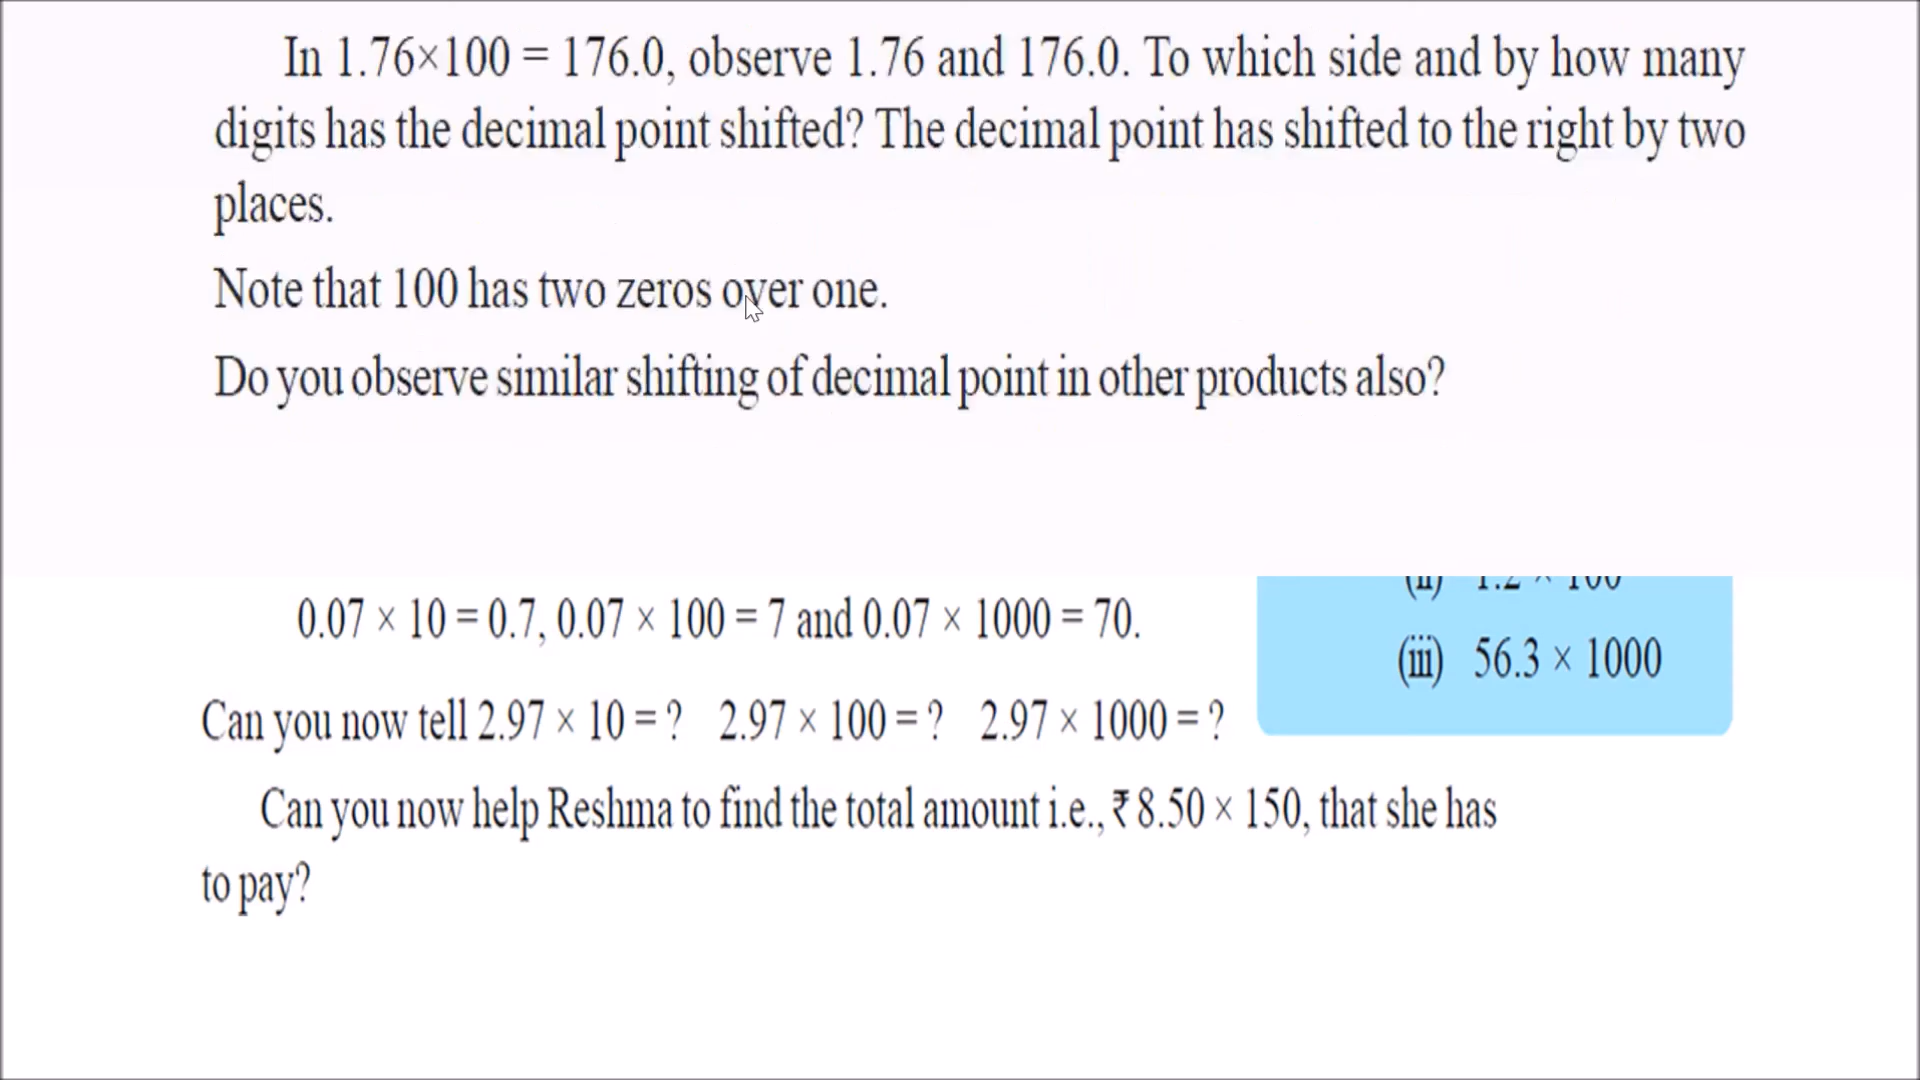 In 1.76×100 = 176.0, observe 1.76 and 176.0. To which side and by how many
digits has the decimal point shifted? The decimal point has shifted to the right by two
places.
Note that 100 has two zeros over one.
Do you observe similar shifting of decimal point in other products also?
(ii) 1.2 × 100
0.07 × 10 = 0.7, 0.07 × 100 = 7 and 0.07 × 1000 = 70.
(iii) 56.3 × 1000
Can you now tell 2.97 × 10 = ? 2.97 × 100 = ? 2.97 × 1000 = ?
Can you now help Reshma to find the total amount i.e., ₹ 8.50 × 150, that she has
to pay?